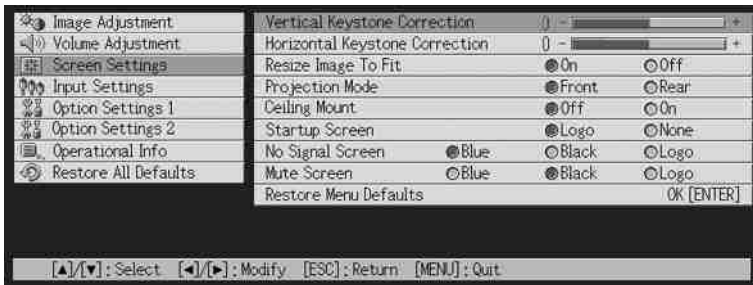 Image Adjustment
Volume Adjustment
Screen Settings
Input Settings
Option Settings 1
Option Settings 2
Operational Info
Restore All Defaults
Vertical Keystone Correction 0 - +
Horizontal Keystone Correction 0 - +
Resize Image To Fit On Off
Projection Mode Front Rear
Ceiling Mount Off On
Startup Screen Logo None
No Signal Screen Blue Black Logo
Mute Screen Blue Black Logo
Restore Menu Defaults OK [ENTER]
[▲]/[▼]:Select [◄]/[►]:Modify [ESC]:Return [MENU]:Quit